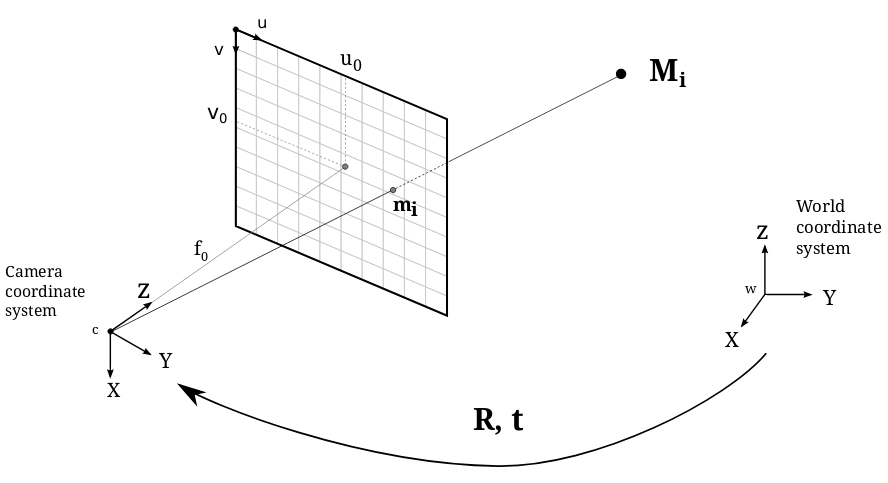 u
v
u0
v0
Mi
mi
f0
World
coordinate
system
Z
w
Y
X
Camera
coordinate
system
Z
c
Y
X
R, t